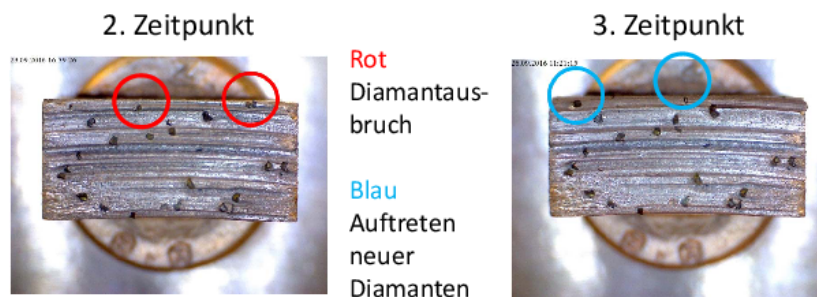 2. Zeitpunkt
3. Zeitpunkt
Rot
Diamantaus-
bruch
Blau
Auftreten
neuer
Diamanten